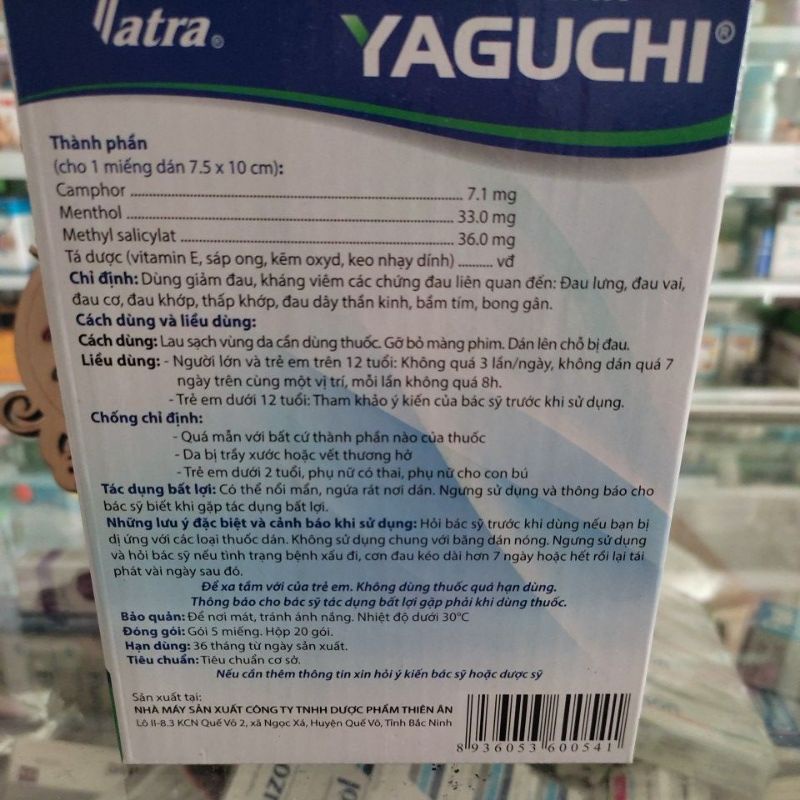 Yatra®
YAGUCHI®
Thành phần
(cho 1 miếng dán 7.5 x 10 cm):
Camphor ........ 7.1 mg
Menthol ........ 33.0 mg
Methyl salicylat ........ 36.0 mg
Tá dược (vitamin E, sáp ong, kẽm oxyd, keo nhạy dính) .......... vđ
Chỉ định: Dùng giảm đau, kháng viêm các chứng đau liên quan đến: Đau lưng, đau vai,
đau cơ, đau khớp, thấp khớp, đau dây thần kinh, bầm tím, bong gân.
Cách dùng và liều dùng:
Cách dùng: Lau sạch vùng da cần dùng thuốc. Gỡ bỏ màng phim. Dán lên chỗ bị đau.
Liều dùng: - Người lớn và trẻ em trên 12 tuổi: Không quá 3 lần/ngày, không dán quá 7
ngày trên cùng một vị trí, mỗi lần không quá 8h.
- Trẻ em dưới 12 tuổi: Tham khảo ý kiến của bác sỹ trước khi sử dụng.
Chống chỉ định:
- Quá mẫn với bất cứ thành phần nào của thuốc
- Da bị trầy xước hoặc vết thương hở
- Trẻ em dưới 2 tuổi, phụ nữ có thai, phụ nữ cho con bú
Tác dụng bất lợi: Có thể nổi mẩn, ngứa rát nơi dán. Ngưng sử dụng và thông báo cho
bác sỹ biết khi gặp tác dụng bất lợi.
Những lưu ý đặc biệt và cảnh báo khi sử dụng: Hỏi bác sỹ trước khi dùng nếu bạn bị
dị ứng với các loại thuốc dán. Không sử dụng chung với băng dán nóng. Ngưng sử dụng
và hỏi bác sỹ nếu tình trạng bệnh xấu đi, cơn đau kéo dài hơn 7 ngày hoặc hết rồi lại tái
phát vài ngày sau đó.
Để xa tầm với của trẻ em. Không dùng thuốc quá hạn dùng.
Thông báo cho bác sỹ tác dụng bất lợi gặp phải khi dùng thuốc.
Bảo quản: Để nơi mát, tránh ánh nắng. Nhiệt độ dưới 30°C
Đóng gói: Gói 5 miếng. Hộp 20 gói.
Hạn dùng: 36 tháng từ ngày sản xuất.
Tiêu chuẩn: Tiêu chuẩn cơ sở.
Nếu cần thêm thông tin xin hỏi ý kiến bác sỹ hoặc dược sỹ
Sản xuất tại:
NHÀ MÁY SẢN XUẤT CÔNG TY TNHH DƯỢC PHẨM THIÊN ÂN
Lô II-8.3 KCN Quế Võ 2, xã Ngọc Xá, Huyện Quế Võ, Tỉnh Bắc Ninh
8 936053 600541